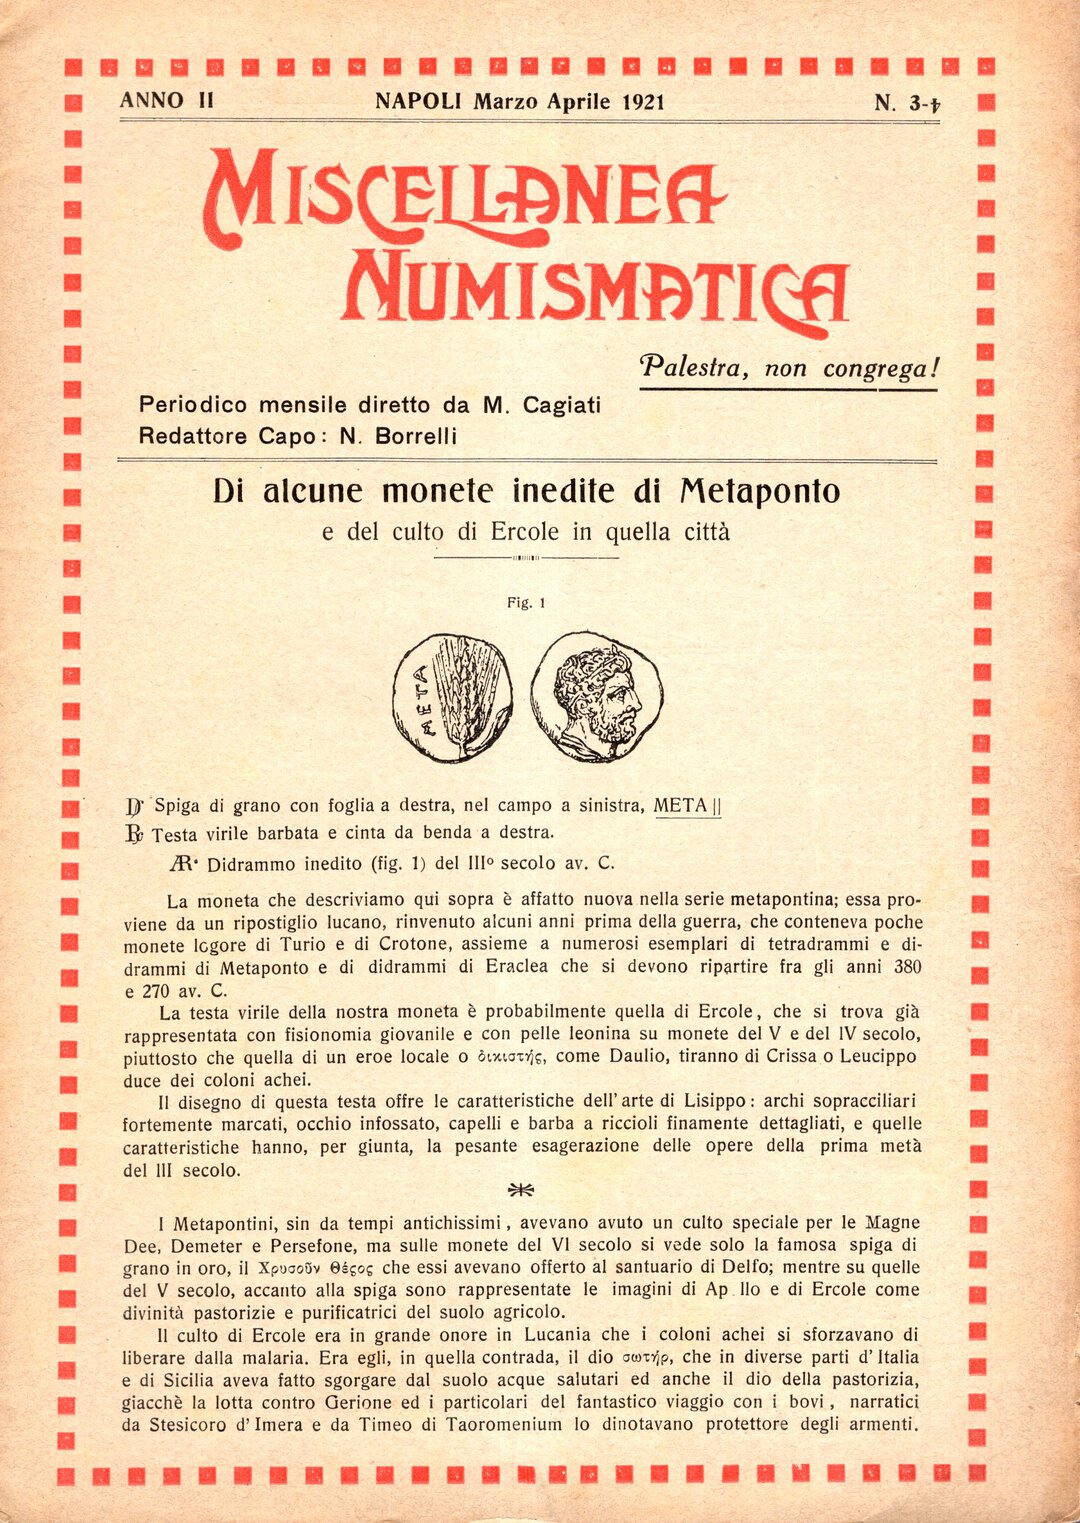 ANNO II NAPOLI Marzo Aprile 1921 N. 3-4
MISCELLANEA
NUMISMATICA
Palestra, non congrega!
Periodico mensile diretto da M. Cagiati
Redattore Capo: N. Borrelli
Di alcune monete inedite di Metaponto
e del culto di Ercole in quella città
Fig. 1
META
Spiga di grano con foglia a destra, nel campo a sinistra, META ||
Testa virile barbata e cinta da benda a destra.
ÆR· Didrammo inedito (fig. 1) del IIIº secolo av. C.
La moneta che descriviamo qui sopra è affatto nuova nella serie metapontina; essa pro-
viene da un ripostiglio lucano, rinvenuto alcuni anni prima della guerra, che conteneva poche
monete logore di Turio e di Crotone, assieme a numerosi esemplari di tetradrammi e di-
drammi di Metaponto e di didrammi di Eraclea che si devono ripartire fra gli anni 380
e 270 av. C.
La testa virile della nostra moneta è probabilmente quella di Ercole, che si trova già
rappresentata con fisionomia giovanile e con pelle leonina su monete del V e del IV secolo,
piuttosto che quella di un eroe locale o ὀικιστής, come Daulio, tiranno di Crissa o Leucippo
duce dei coloni achei.
Il disegno di questa testa offre le caratteristiche dell'arte di Lisippo: archi sopracciliari
fortemente marcati, occhio infossato, capelli e barba a riccioli finamente dettagliati, e quelle
caratteristiche hanno, per giunta, la pesante esagerazione delle opere della prima metà
del III secolo.
I Metapontini, sin da tempi antichissimi, avevano avuto un culto speciale per le Magne
Dee, Demeter e Persefone, ma sulle monete del VI secolo si vede solo la famosa spiga di
grano in oro, il Χρυσοῦν Θέρος che essi avevano offerto al santuario di Delfo; mentre su quelle
del V secolo, accanto alla spiga sono rappresentate le imagini di Ap llo e di Ercole come
divinità pastorizie e purificatrici del suolo agricolo.
Il culto di Ercole era in grande onore in Lucania che i coloni achei si sforzavano di
liberare dalla malaria. Era egli, in quella contrada, il dio σωτήρ, che in diverse parti d'Italia
e di Sicilia aveva fatto sgorgare dal suolo acque salutari ed anche il dio della pastorizia,
giacchè la lotta contro Gerione ed i particolari del fantastico viaggio con i bovi, narratici
da Stesicoro d'Imera e da Timeo di Taoromenium lo dinotavano protettore degli armenti.